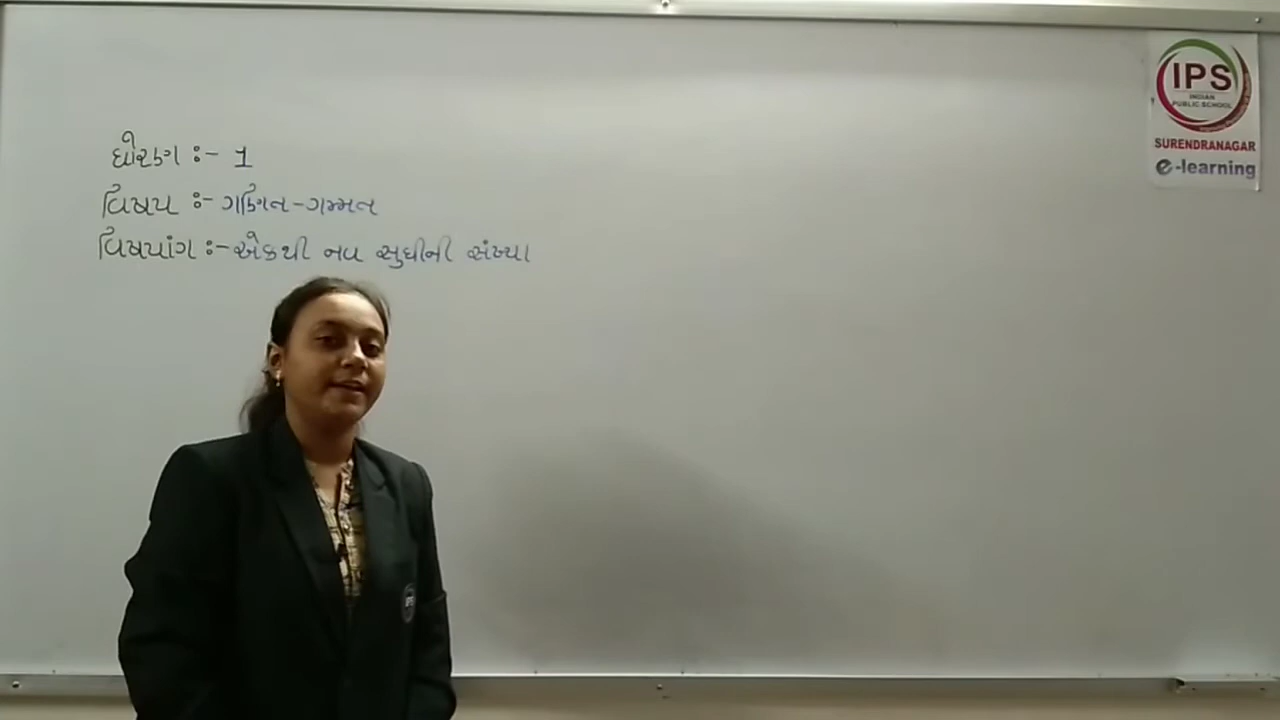 ધોરણ :- 1
વિષય :- ગણિત-ગમ્મત
વિષયાંગ :- એકથી નવ સુધીની સંખ્યા
IPS
INDIAN
PUBLIC SCHOOL
SURENDRANAGAR
e-learning